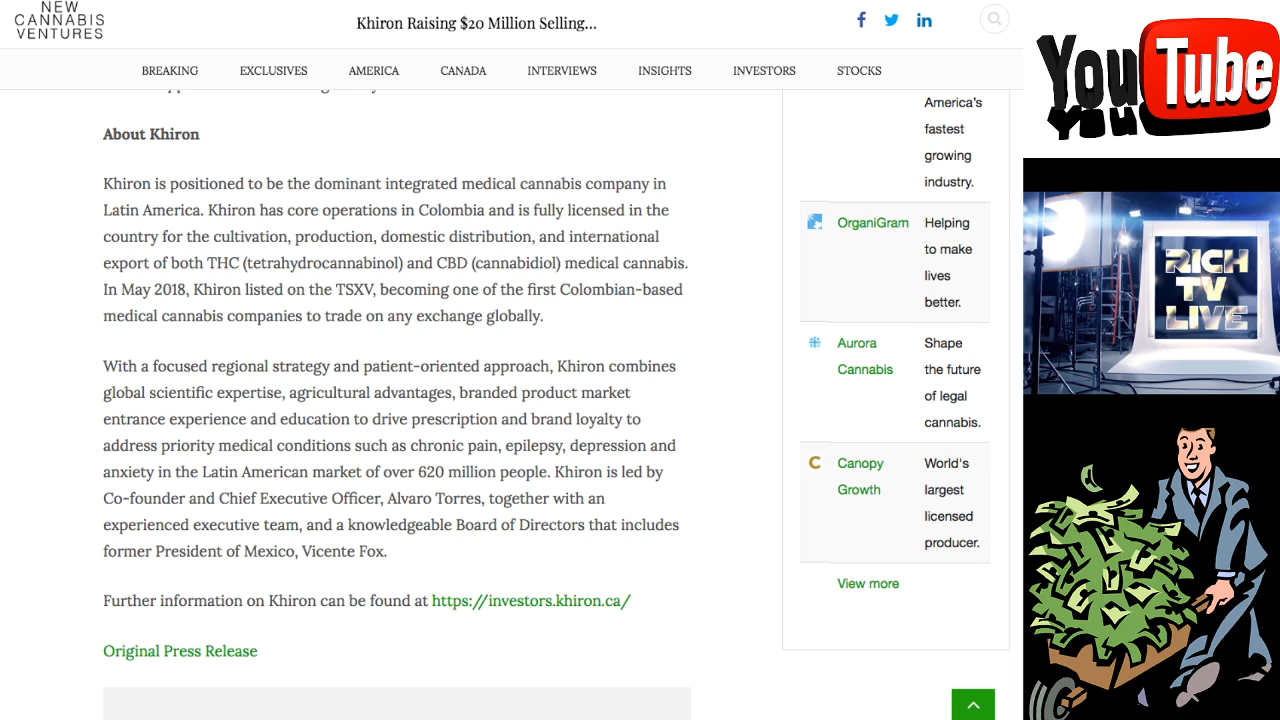 NEW
CANNABIS
VENTURES
Khiron Raising $20 Million Selling...
BREAKING EXCLUSIVES AMERICA CANADA INTERVIEWS INSIGHTS INVESTORS STOCKS
About Khiron
Khiron is positioned to be the dominant integrated medical cannabis company in
Latin America. Khiron has core operations in Colombia and is fully licensed in the
country for the cultivation, production, domestic distribution, and international
export of both THC (tetrahydrocannabinol) and CBD (cannabidiol) medical cannabis.
In May 2018, Khiron listed on the TSXV, becoming one of the first Colombian-based
medical cannabis companies to trade on any exchange globally.
With a focused regional strategy and patient-oriented approach, Khiron combines
global scientific expertise, agricultural advantages, branded product market
entrance experience and education to drive prescription and brand loyalty to
address priority medical conditions such as chronic pain, epilepsy, depression and
anxiety in the Latin American market of over 620 million people. Khiron is led by
Co-founder and Chief Executive Officer, Alvaro Torres, together with an
experienced executive team, and a knowledgeable Board of Directors that includes
former President of Mexico, Vicente Fox.
Further information on Khiron can be found at https://investors.khiron.ca/
Original Press Release
America's
fastest
growing
industry.
OrganiGram Helping
to make
lives
better.
Aurora Shape
Cannabis the future
of legal
cannabis.
Canopy World's
Growth largest
licensed
producer.
View more
You Tube
RICH
TV
LIVE